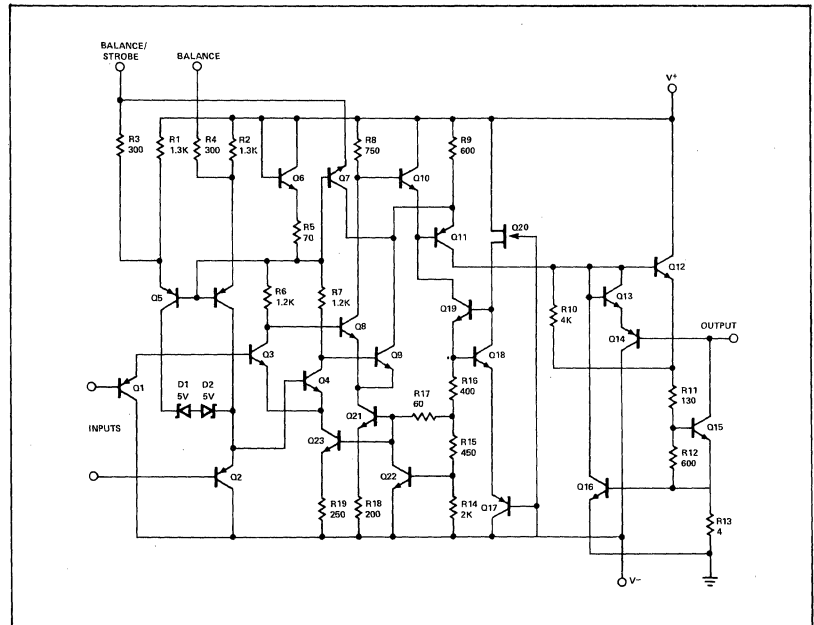 BALANCE/
STROBE
BALANCE
V+
R3
300
R1
1.3K
R4
300
R2
1.3K
R8
750
R9
600
Q6
Q7
Q10
R5
70
Q11
Q20
Q5
Q12
R6
1.2K
R7
1.2K
Q8
Q13
Q19
R10
4K
Q14
OUTPUT
Q3
Q9
Q18
Q1
Q4
D1
5V
D2
5V
R17
60
R16
400
R11
130
INPUTS
Q21
Q15
Q23
R15
450
R12
600
Q2
Q22
Q16
R19
250
R18
200
R14
2K
Q17
R13
4
V-